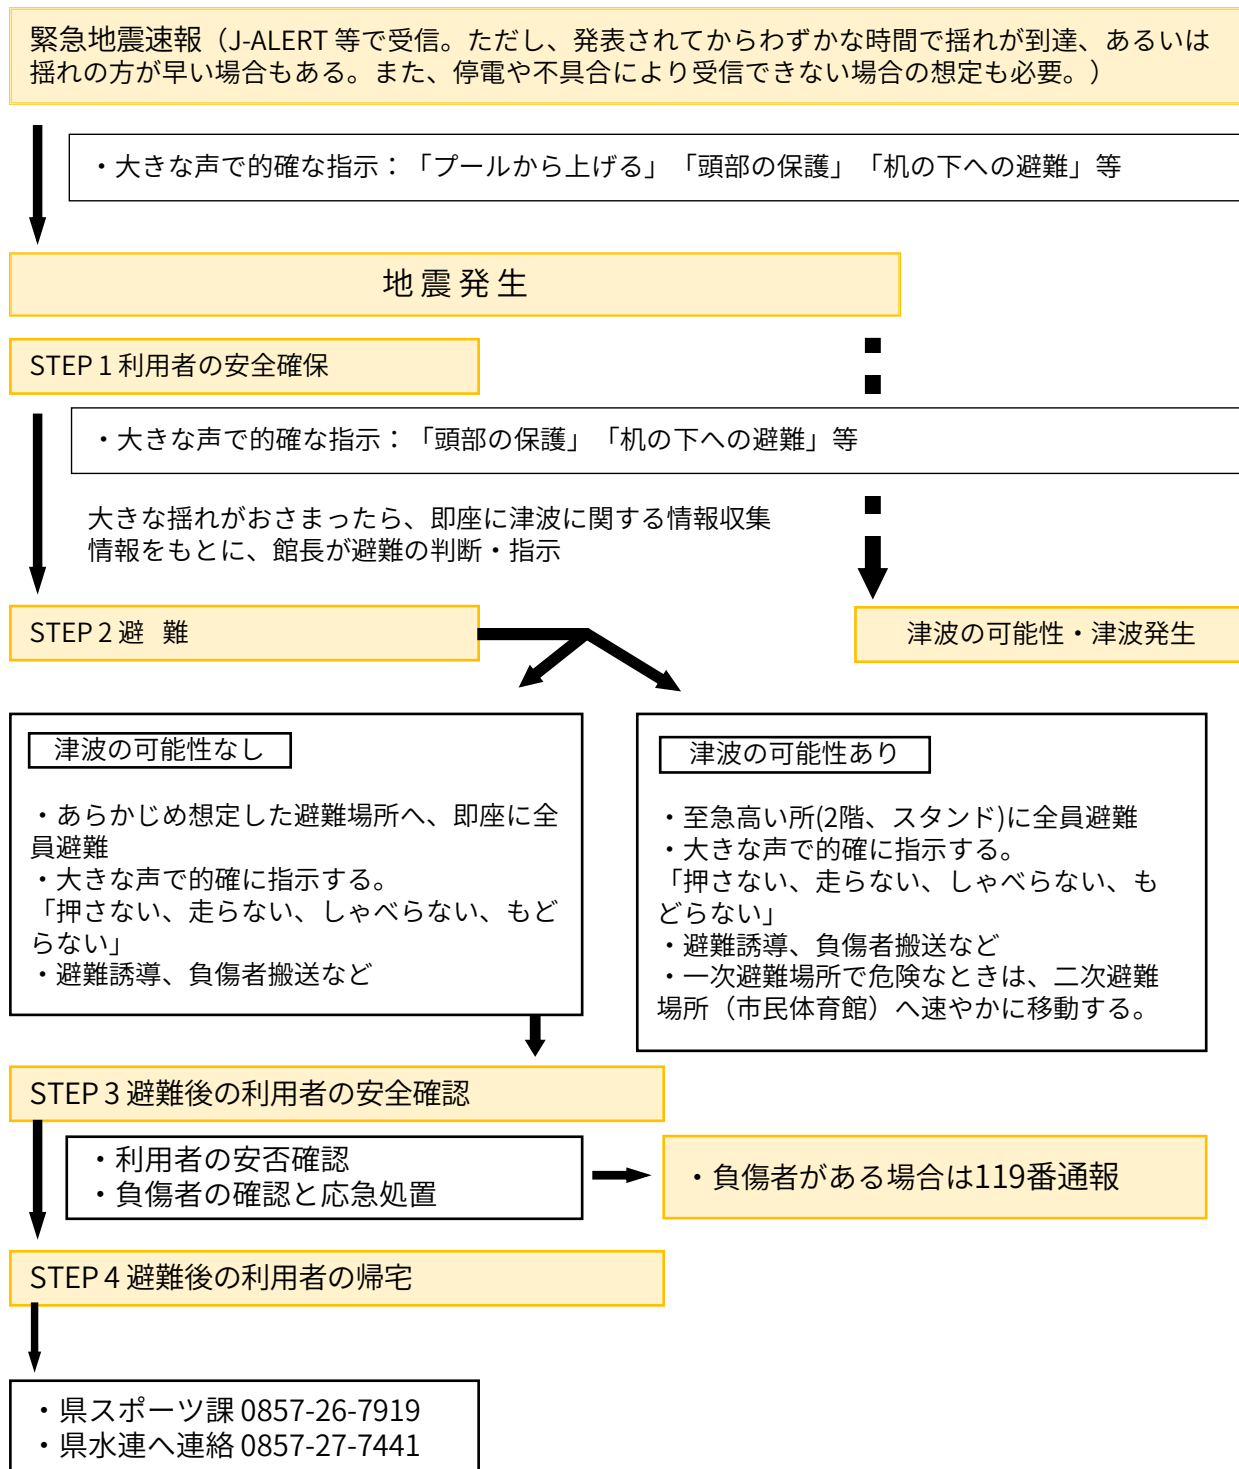 緊急地震速報（J-ALERT 等で受信。ただし、発表されてからわずかな時間で揺れが到達、あるいは
揺れの方が早い場合もある。また、停電や不具合により受信できない場合の想定も必要。）
・大きな声で的確な指示：「プールから上げる」「頭部の保護」「机の下への避難」等
地震発生
STEP 1 利用者の安全確保
・大きな声で的確な指示：「頭部の保護」「机の下への避難」等
大きな揺れがおさまったら、即座に津波に関する情報収集
情報をもとに、館長が避難の判断・指示
STEP 2 避 難
津波の可能性・津波発生
津波の可能性なし
・あらかじめ想定した避難場所へ、即座に全
員避難
・大きな声で的確に指示する。
「押さない、走らない、しゃべらない、もど
らない」
・避難誘導、負傷者搬送など
津波の可能性あり
・至急高い所(2階、スタンド)に全員避難
・大きな声で的確に指示する。
「押さない、走らない、しゃべらない、も
どらない」
・避難誘導、負傷者搬送など
・一次避難場所で危険なときは、二次避難
場所（市民体育館）へ速やかに移動する。
STEP 3 避難後の利用者の安全確認
・利用者の安否確認
・負傷者の確認と応急処置
・負傷者がある場合は119番通報
STEP 4 避難後の利用者の帰宅
・県スポーツ課 0857-26-7919
・県水連へ連絡 0857-27-7441